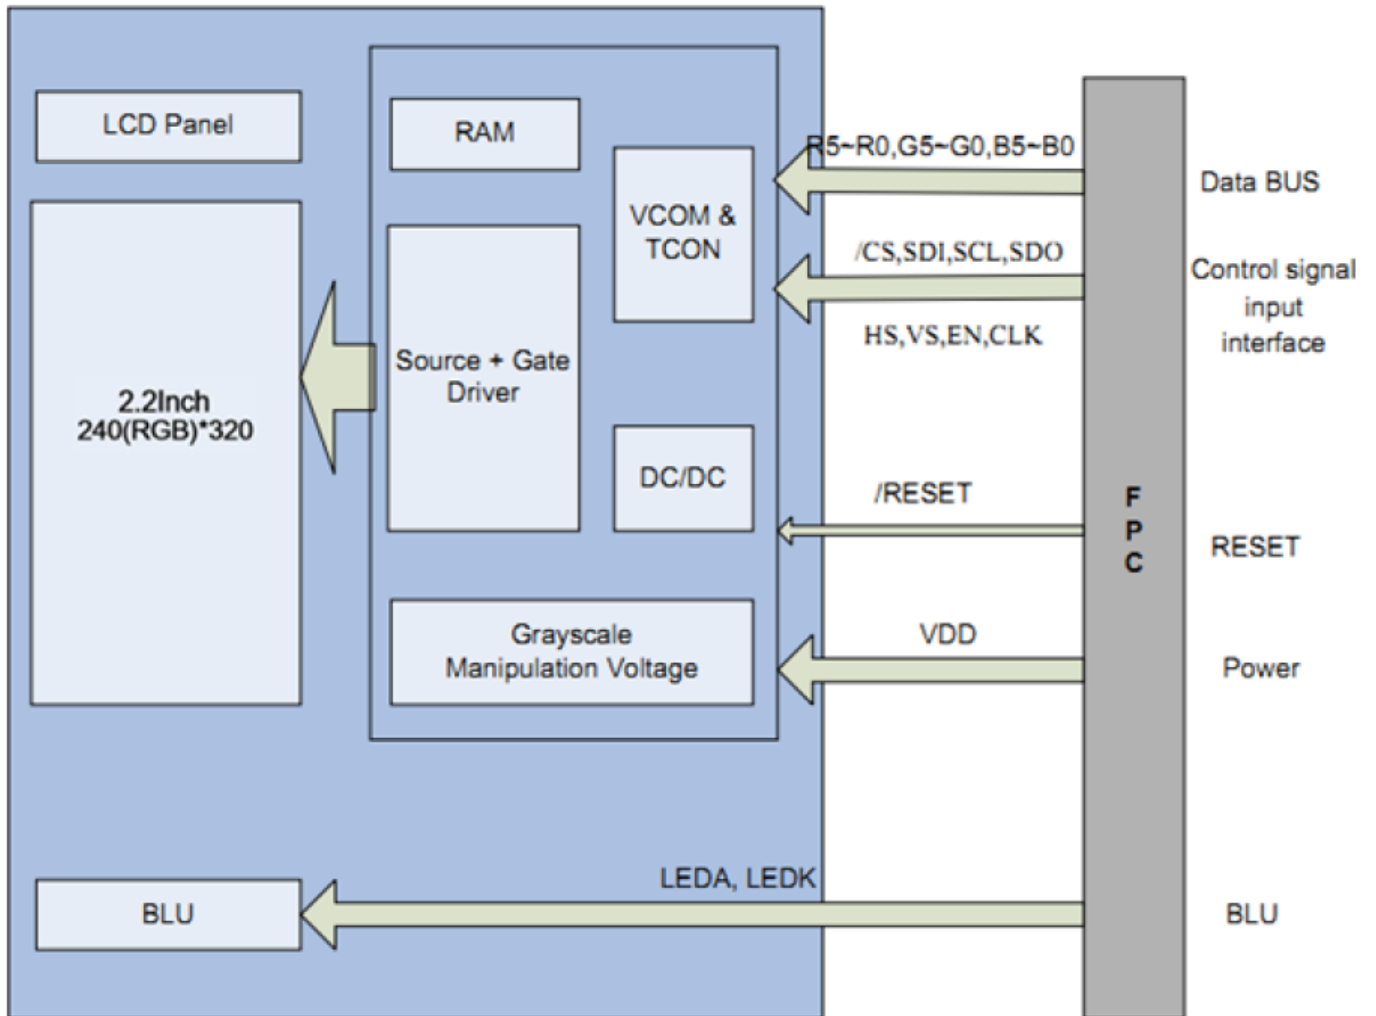 LCD Panel
RAM
VCOM &
TCON
2.2Inch
240(RGB)*320
Source + Gate
Driver
DC/DC
Grayscale
Manipulation Voltage
BLU
R5~R0,G5~G0,B5~B0
/CS,SDI,SCL,SDO
HS,VS,EN,CLK
/RESET
VDD
LEDA, LEDK
F
P
C
Data BUS
Control signal
input
interface
RESET
Power
BLU